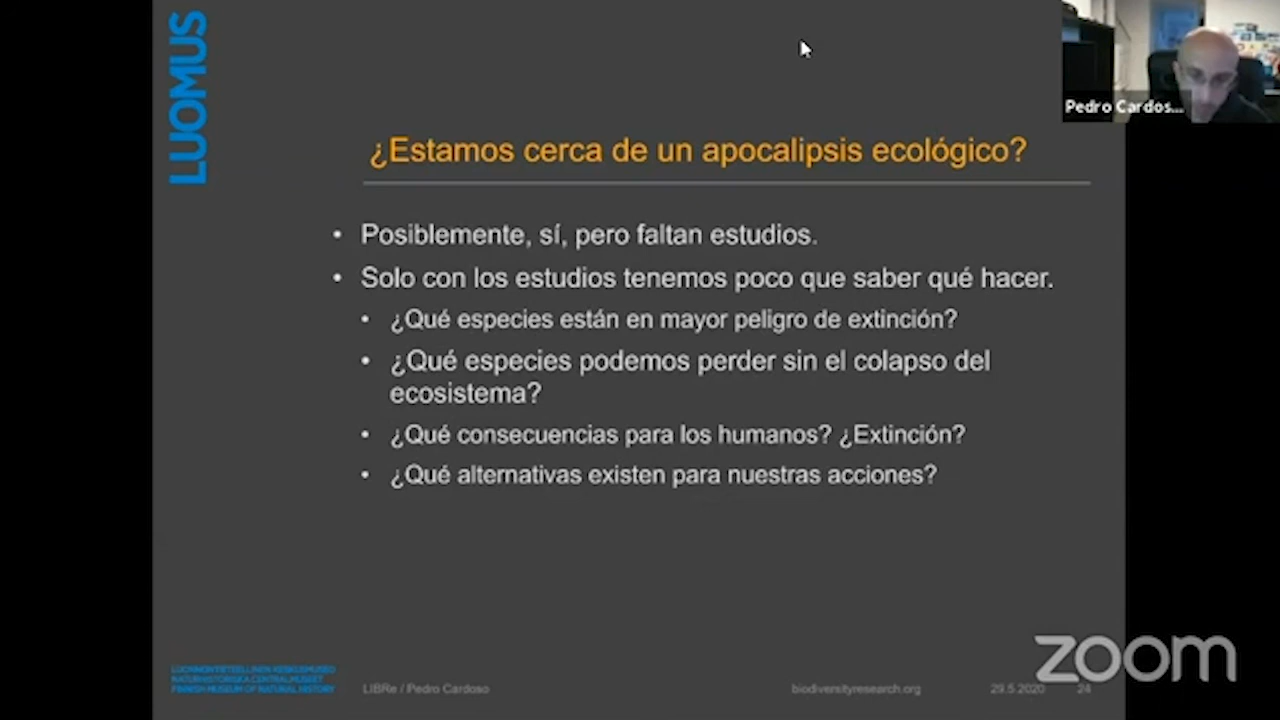 LUOMUS
Pedro Cardos...
¿Estamos cerca de un apocalipsis ecológico?
• Posiblemente, sí, pero faltan estudios.
• Solo con los estudios tenemos poco que saber qué hacer.
• ¿Qué especies están en mayor peligro de extinción?
• ¿Qué especies podemos perder sin el colapso del
ecosistema?
• ¿Qué consecuencias para los humanos? ¿Extinción?
• ¿Qué alternativas existen para nuestras acciones?
zoom
LUONNONTIETEELLINEN KESKUSMUSEO
NATURHISTORISKA CENTRALMUSEET
FINNISH MUSEUM OF NATURAL HISTORY
LIBRe / Pedro Cardoso
biodiversityresearch.org
29.5.2020
24